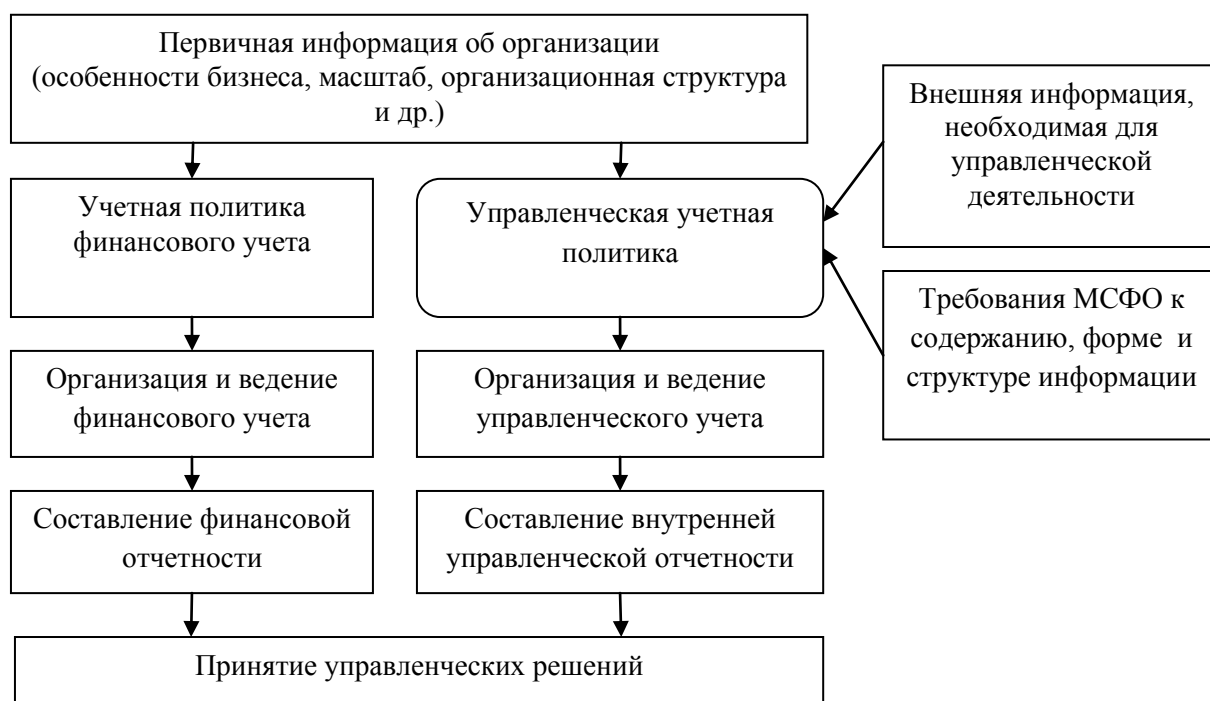 Первичная информация об организации
(особенности бизнеса, масштаб, организационная структура
и др.)
Внешняя информация,
необходимая для
управленческой
деятельности
Учетная политика
финансового учета
Управленческая учетная
политика
Требования МСФО к
содержанию, форме и
структуре информации
Организация и ведение
финансового учета
Организация и ведение
управленческого учета
Составление финансовой
отчетности
Составление внутренней
управленческой отчетности
Принятие управленческих решений